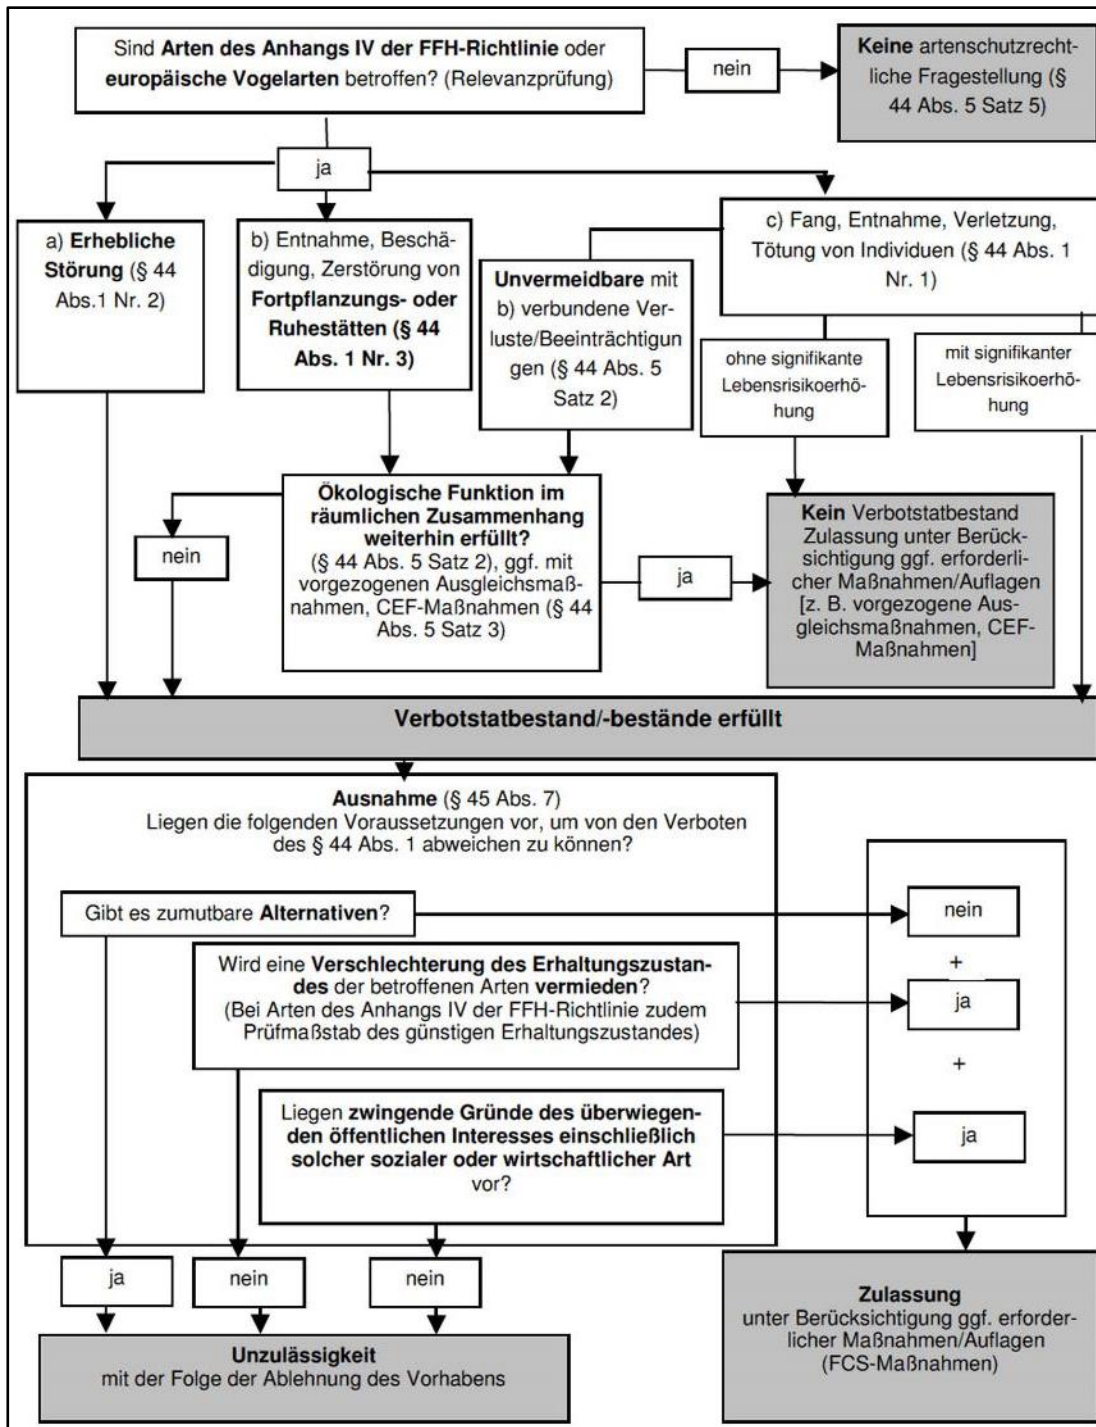 Sind Arten des Anhangs IV der FFH-Richtlinie oder
europäische Vogelarten betroffen? (Relevanzprüfung)
nein
Keine artenschutzrecht-
liche Fragestellung (§
44 Abs. 5 Satz 5)
ja
a) Erhebliche
Störung (§ 44
Abs.1 Nr. 2)
b) Entnahme, Beschä-
digung, Zerstörung von
Fortpflanzungs- oder
Ruhestätten (§ 44
Abs. 1 Nr. 3)
Unvermeidbare mit
b) verbundene Ver-
luste/Beeinträchtigun
gen (§ 44 Abs. 5
Satz 2)
c) Fang, Entnahme, Verletzung,
Tötung von Individuen (§ 44 Abs. 1
Nr. 1)
ohne signifikante
Lebensrisikoerhö-
hung
mit signifikanter
Lebensrisikoerhö-
hung
Ökologische Funktion im
räumlichen Zusammenhang
weiterhin erfüllt?
(§ 44 Abs. 5 Satz 2), ggf. mit
vorgezogenen Ausgleichsmaß-
nahmen, CEF-Maßnahmen (§ 44
Abs. 5 Satz 3)
nein
ja
Kein Verbotstatbestand
Zulassung unter Berück-
sichtigung ggf. erforderli-
cher Maßnahmen/Auflagen
[z. B. vorgezogene Aus-
gleichsmaßnahmen, CEF-
Maßnahmen]
Verbotstatbestand/-bestände erfüllt
Ausnahme (§ 45 Abs. 7)
Liegen die folgenden Voraussetzungen vor, um von den Verboten
des § 44 Abs. 1 abweichen zu können?
Gibt es zumutbare Alternativen?
nein
+
Wird eine Verschlechterung des Erhaltungszustan-
des der betroffenen Arten vermieden?
(Bei Arten des Anhangs IV der FFH-Richtlinie zudem
Prüfmaßstab des günstigen Erhaltungszustandes)
ja
+
Liegen zwingende Gründe des überwiegen-
den öffentlichen Interesses einschließlich
solcher sozialer oder wirtschaftlicher Art
vor?
ja
ja
nein
nein
Unzulässigkeit
mit der Folge der Ablehnung des Vorhabens
Zulassung
unter Berücksichtigung ggf. erforder-
licher Maßnahmen/Auflagen
(FCS-Maßnahmen)